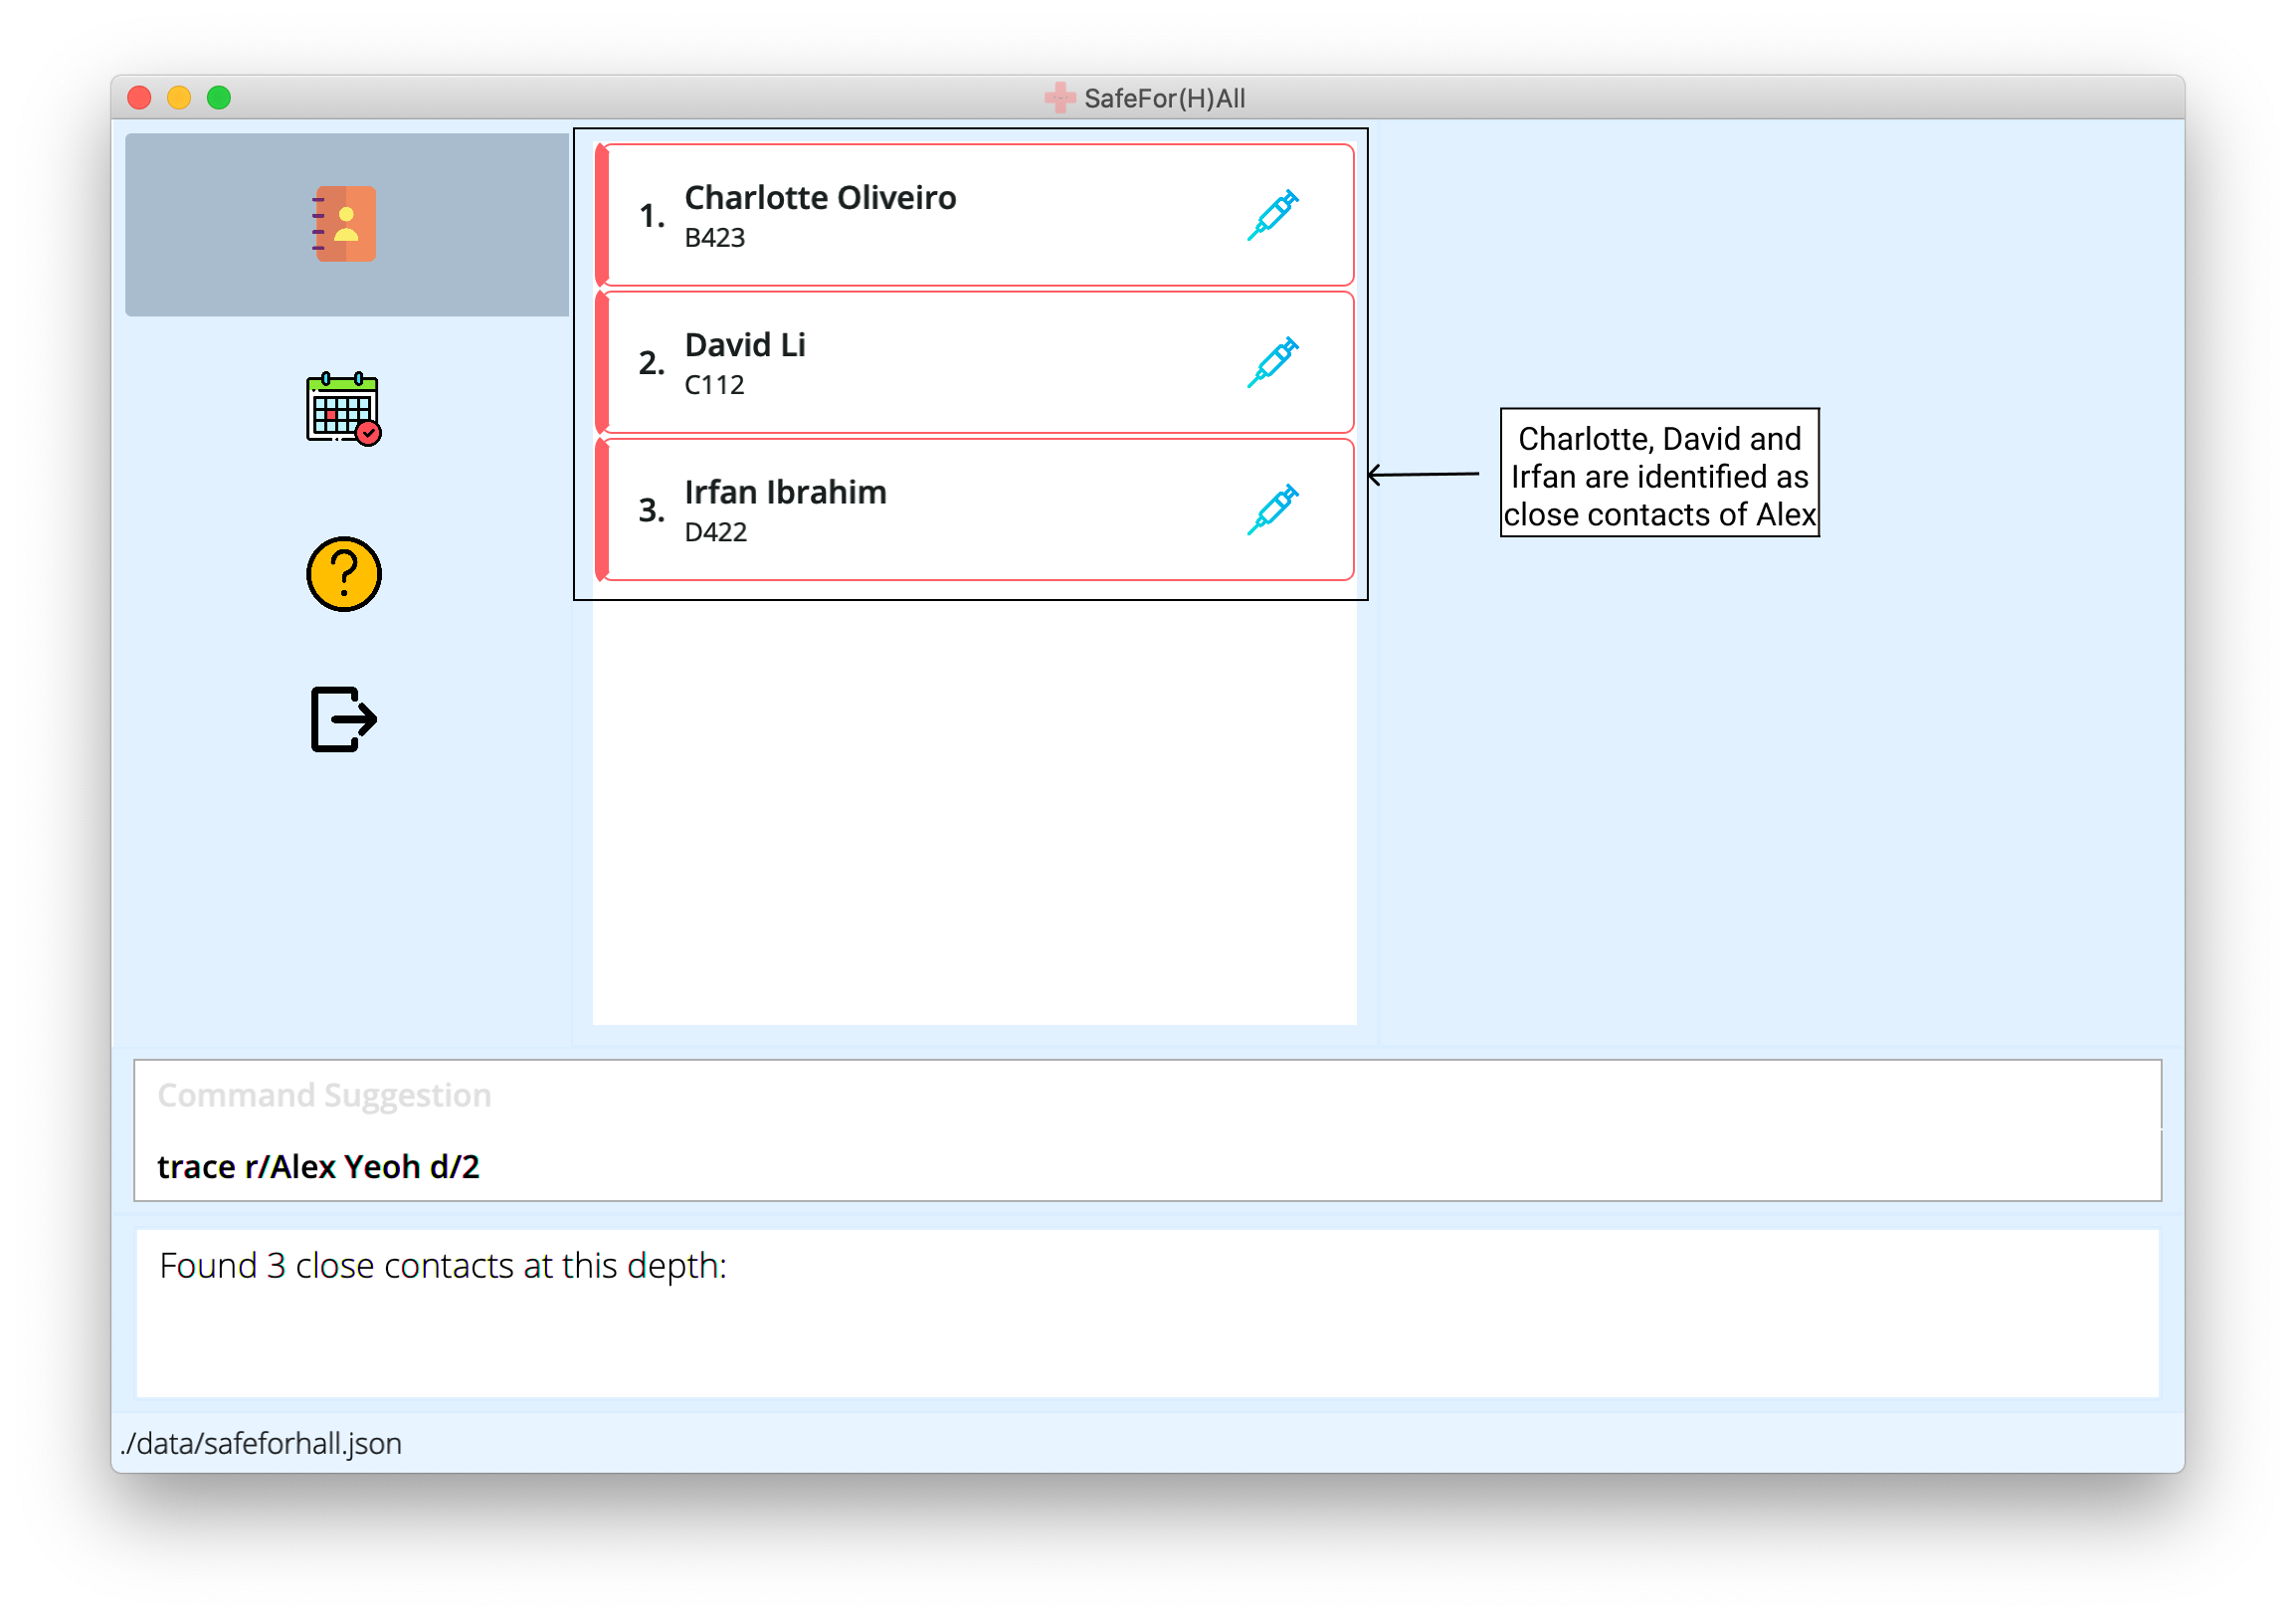 SafeFor(H)All
1.
Charlotte Oliveiro
B423
2.
David Li
C112
3.
Irfan Ibrahim
D422
Charlotte, David and
Irfan are identified as
close contacts of Alex
Command Suggestion
trace r/Alex Yeoh d/2
Found 3 close contacts at this depth:
./data/safeforhall.json